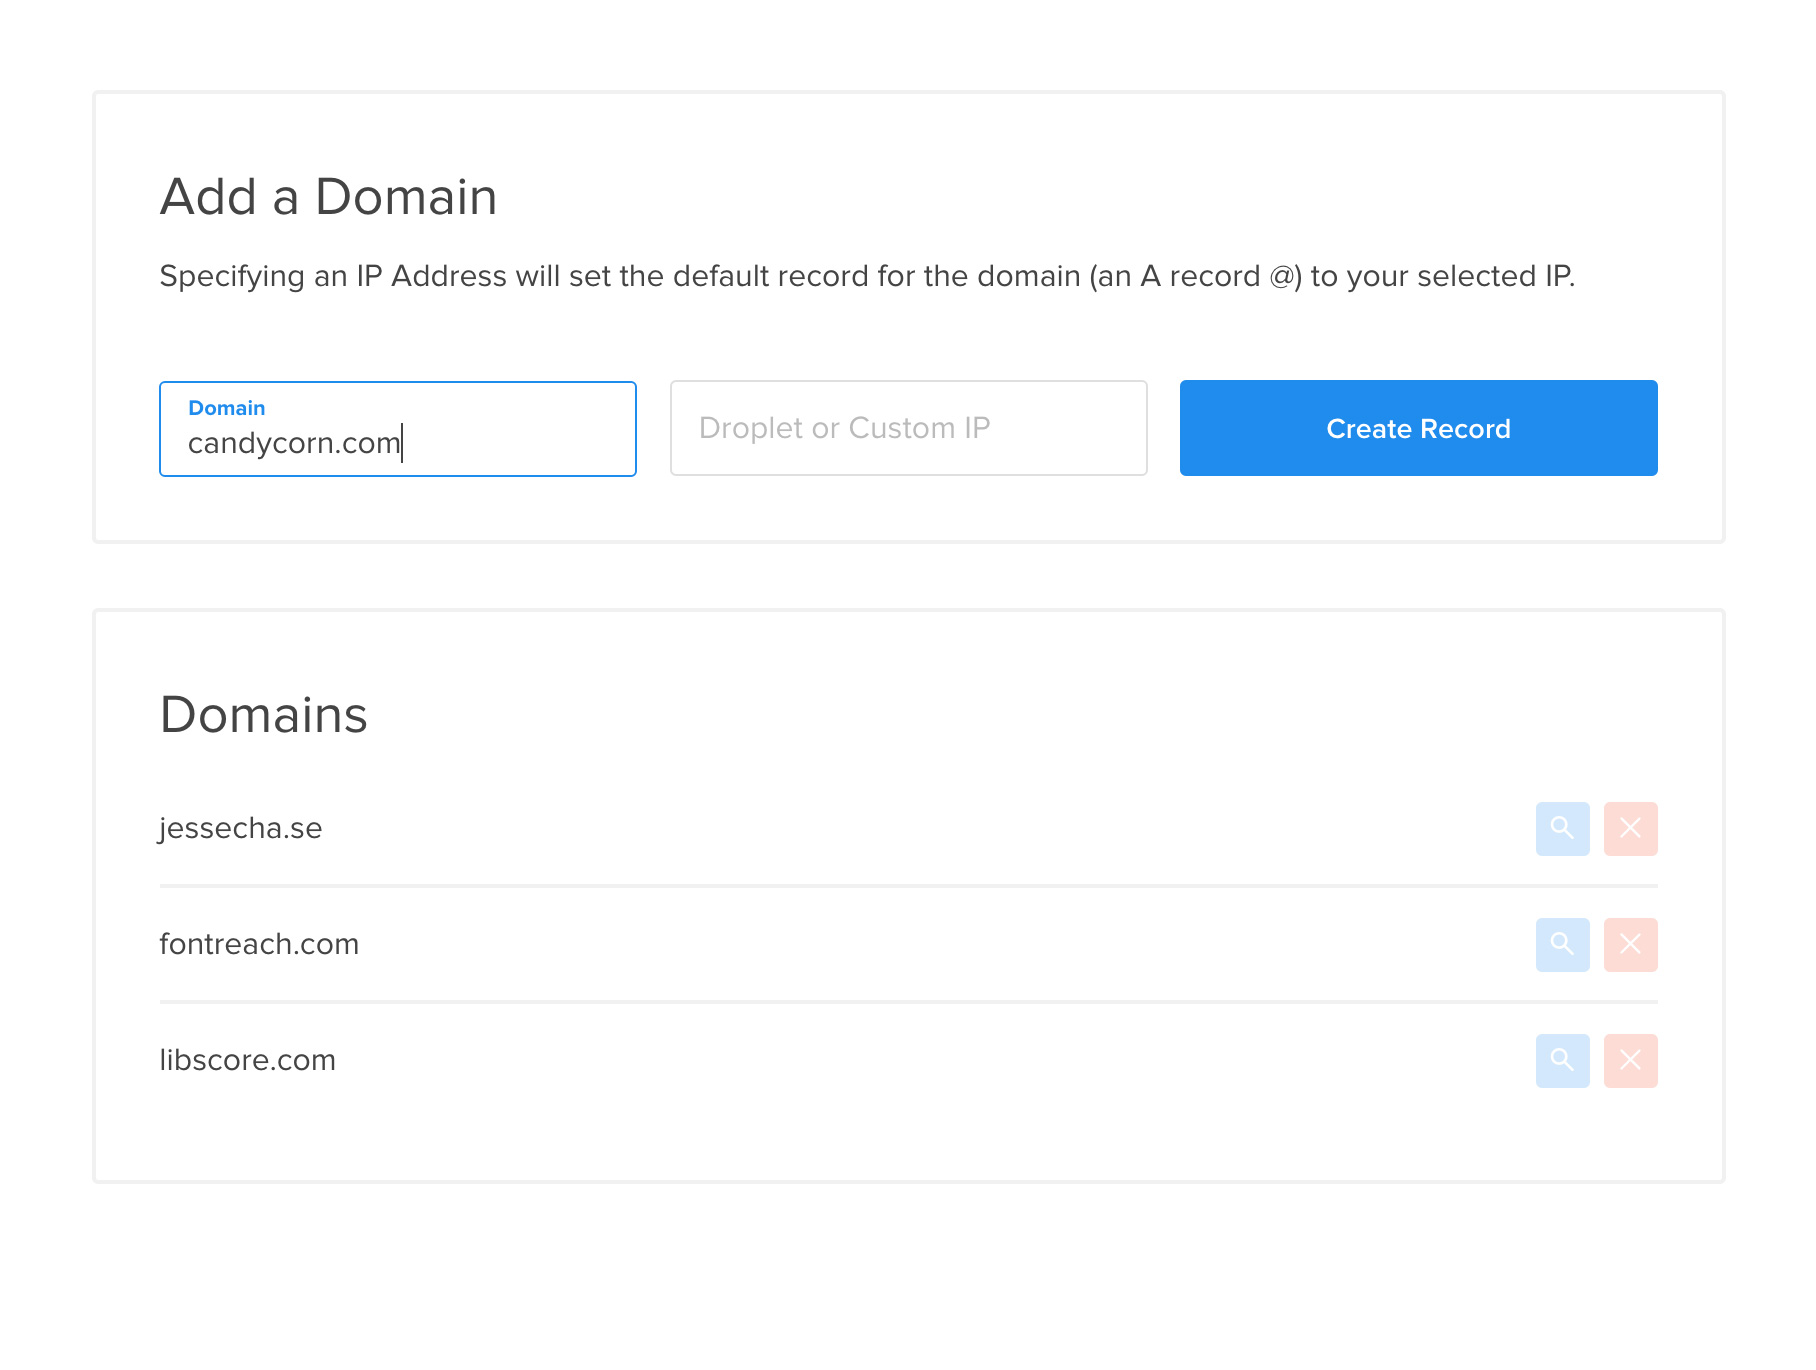 Add a Domain
Specifying an IP Address will set the default record for the domain (an A record @) to your selected IP.
Domain
candycorn.com
Droplet or Custom IP
Create Record
Domains
jessecha.se
fontreach.com
libscore.com